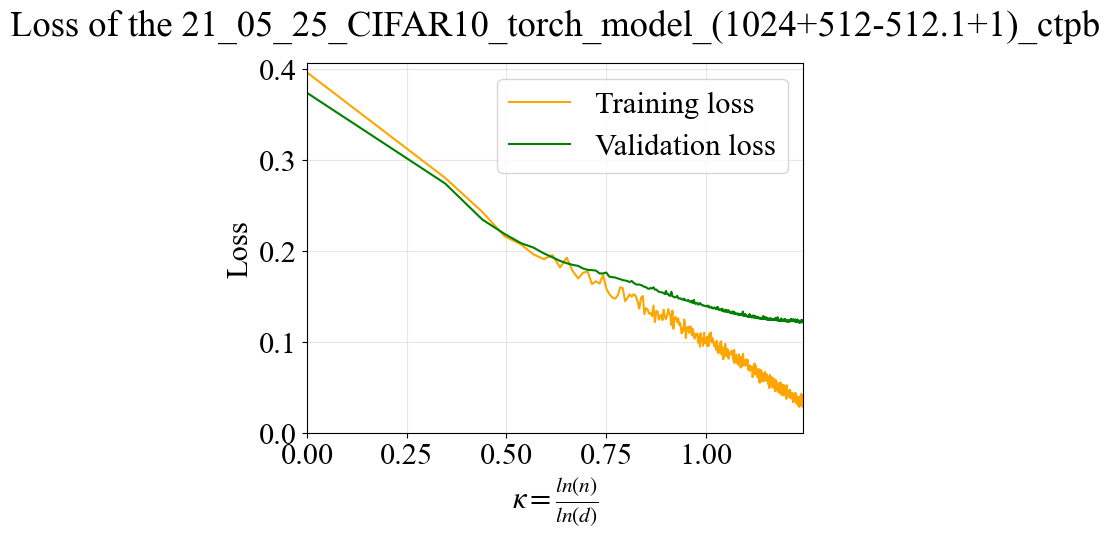 Loss of the 21_05_25_CIFAR10_torch_model_(1024+512-512.1+1)_ctpb
Training loss
Validation loss
Loss
0.4
0.3
0.2
0.1
0.0
0.00 0.25 0.50 0.75 1.00
κ = ln(n)/ln(d)